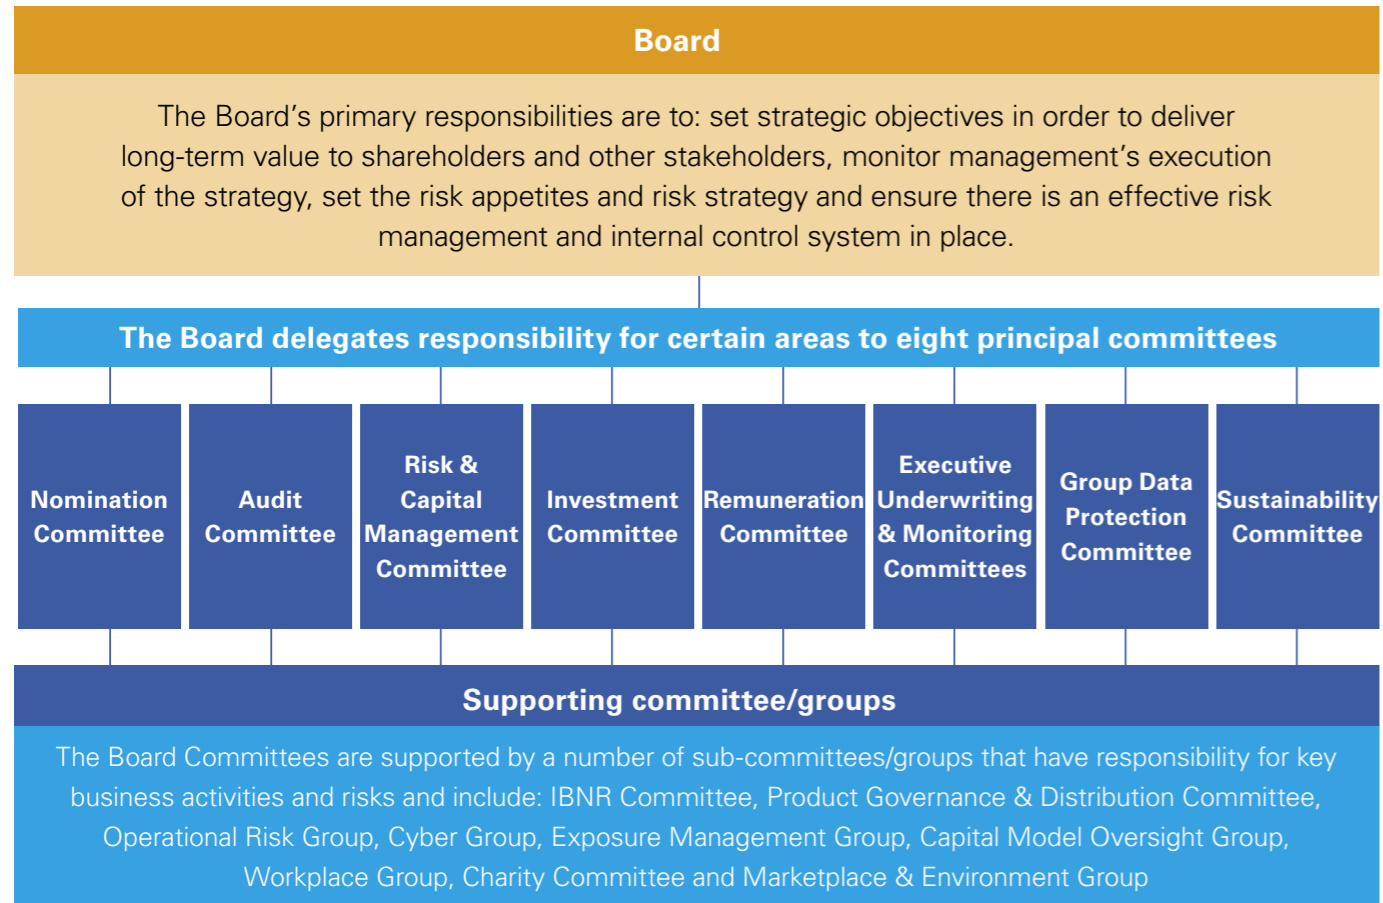 Board
The Board’s primary responsibilities are to: set strategic objectives in order to deliver
long-term value to shareholders and other stakeholders, monitor management’s execution
of the strategy, set the risk appetites and risk strategy and ensure there is an effective risk
management and internal control system in place.
The Board delegates responsibility for certain areas to eight principal committees
Nomination
Committee
Audit
Committee
Risk &
Capital
Management
Committee
Investment
Committee
Remuneration
Committee
Executive
Underwriting
& Monitoring
Committees
Group Data
Protection
Committee
Sustainability
Committee
Supporting committee/groups
The Board Committees are supported by a number of sub-committees/groups that have responsibility for key
business activities and risks and include: IBNR Committee, Product Governance & Distribution Committee,
Operational Risk Group, Cyber Group, Exposure Management Group, Capital Model Oversight Group,
Workplace Group, Charity Committee and Marketplace & Environment Group